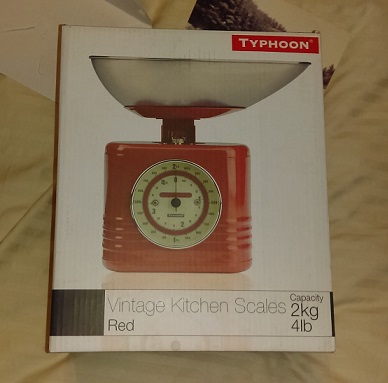 TYPHOON
Vintage Kitchen Scales
Red
Capacity
2kg
4lb